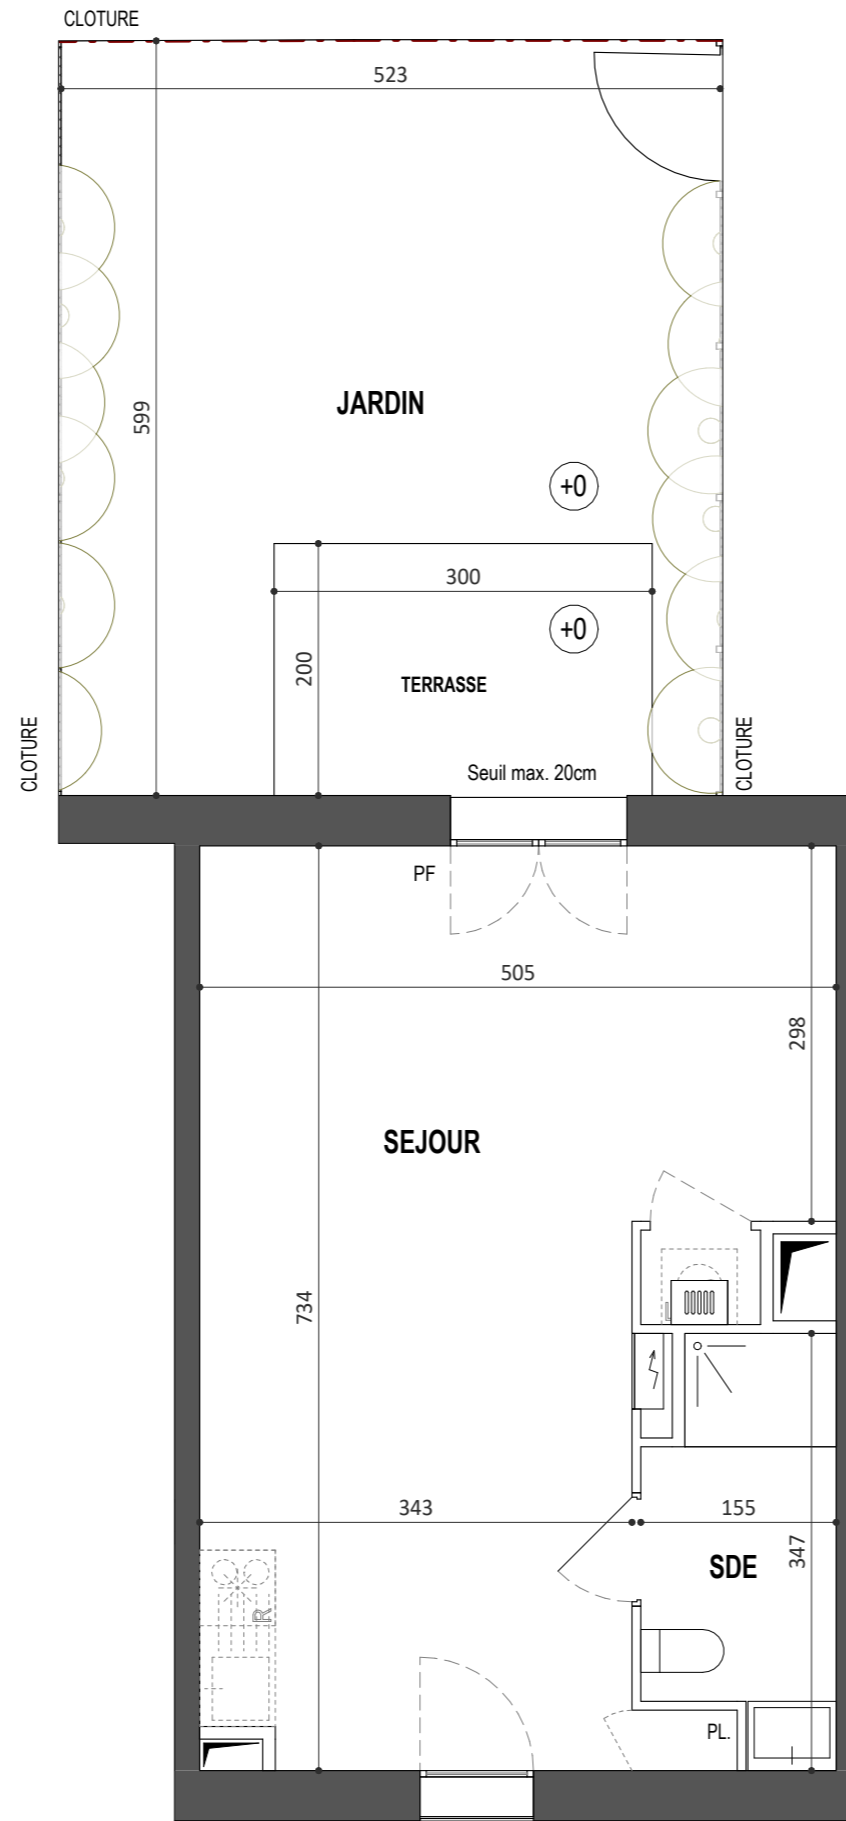 CLOTURE
523
599
JARDIN
+0
300
+0
200
TERRASSE
CLOTURE
CLOTURE
Seuil max. 20cm
PF
505
298
SEJOUR
734
343
155
347
SDE
R
PL.